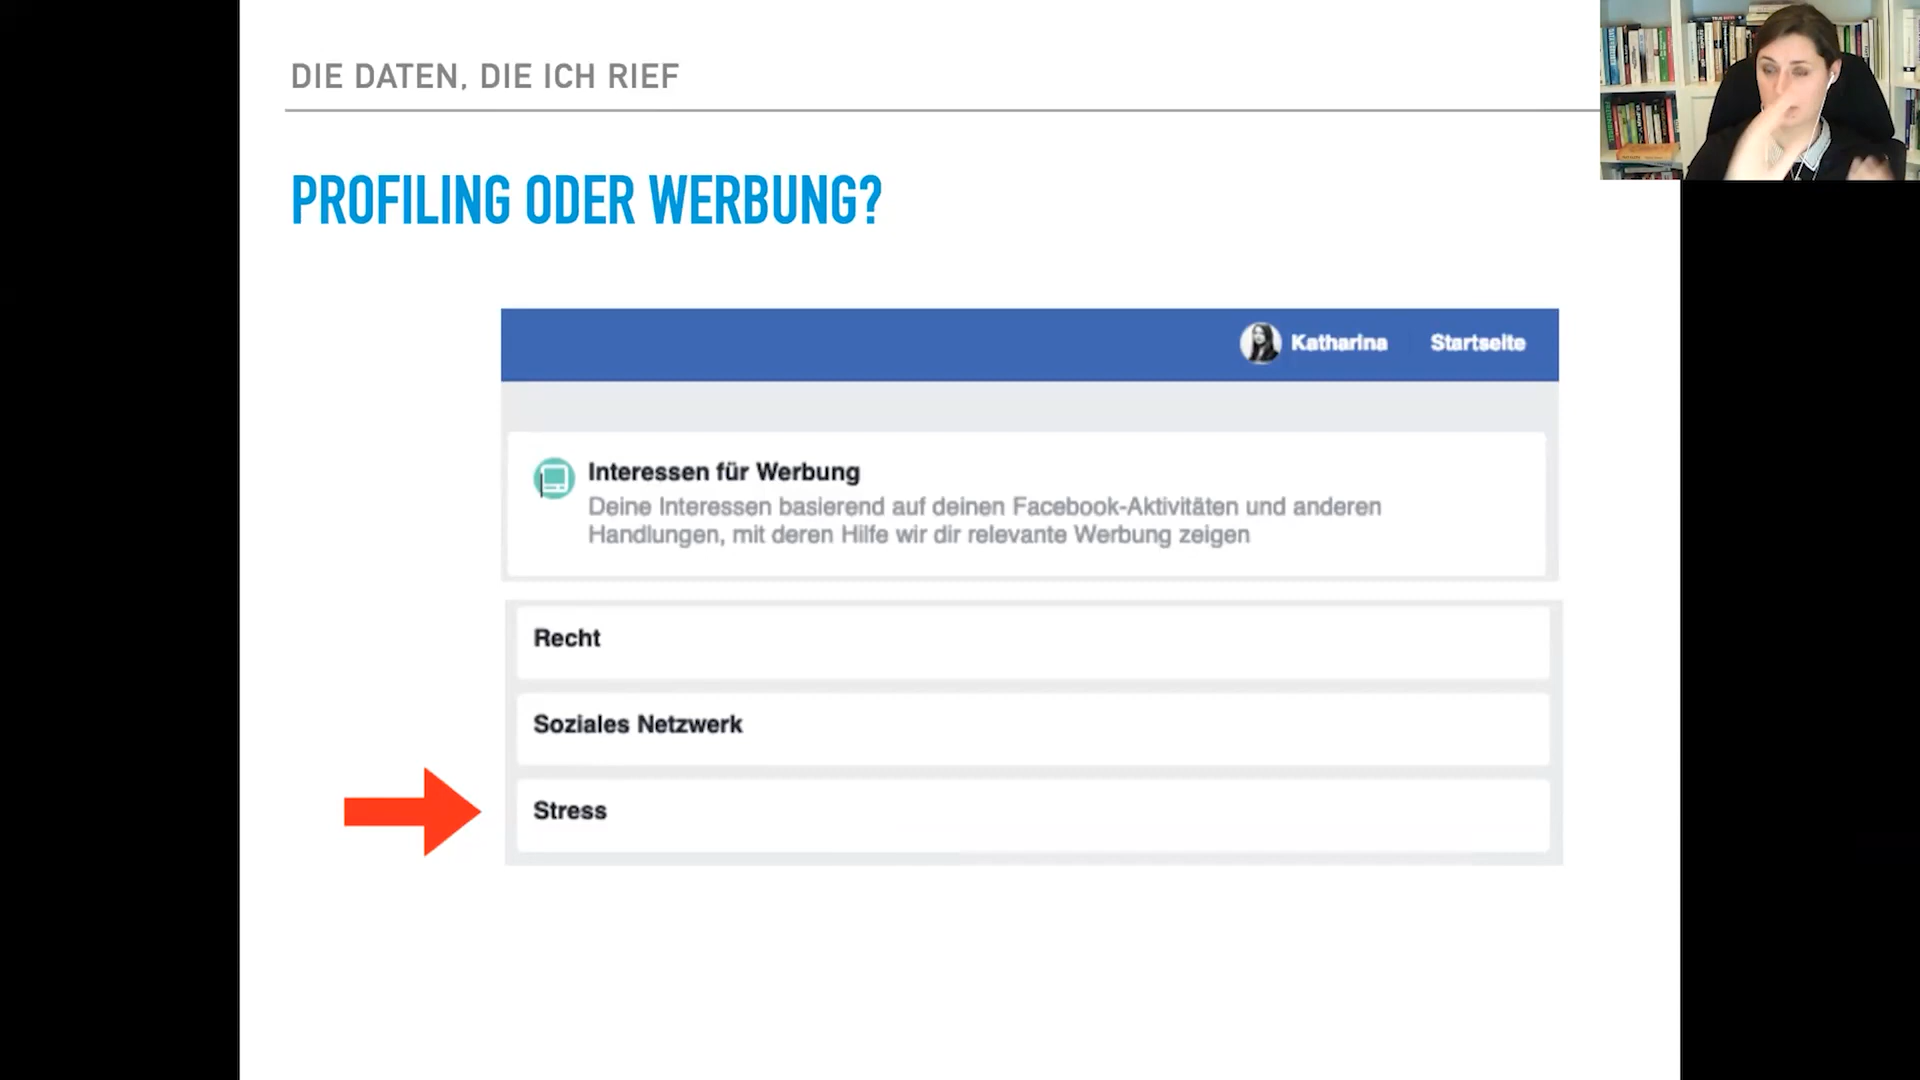 DIE DATEN, DIE ICH RIEF
PROFILING ODER WERBUNG?
Katharina Startseite
Interessen für Werbung
Deine Interessen basierend auf deinen Facebook-Aktivitäten und anderen
Handlungen, mit deren Hilfe wir dir relevante Werbung zeigen
Recht
Soziales Netzwerk
Stress